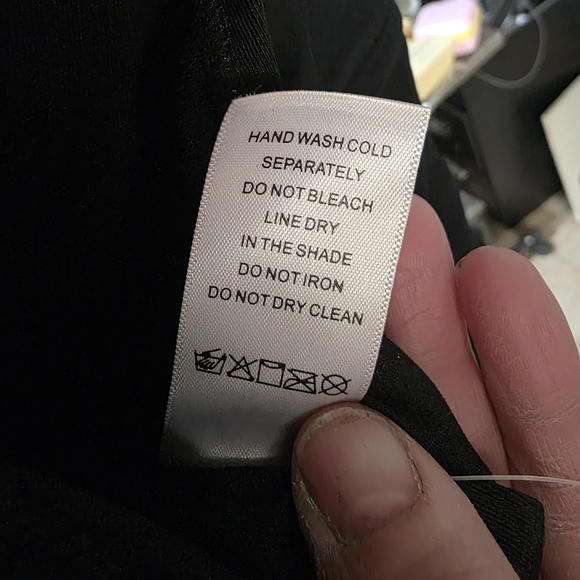 HAND WASH COLD
SEPARATELY
DO NOT BLEACH
LINE DRY
IN THE SHADE
DO NOT IRON
DO NOT DRY CLEAN